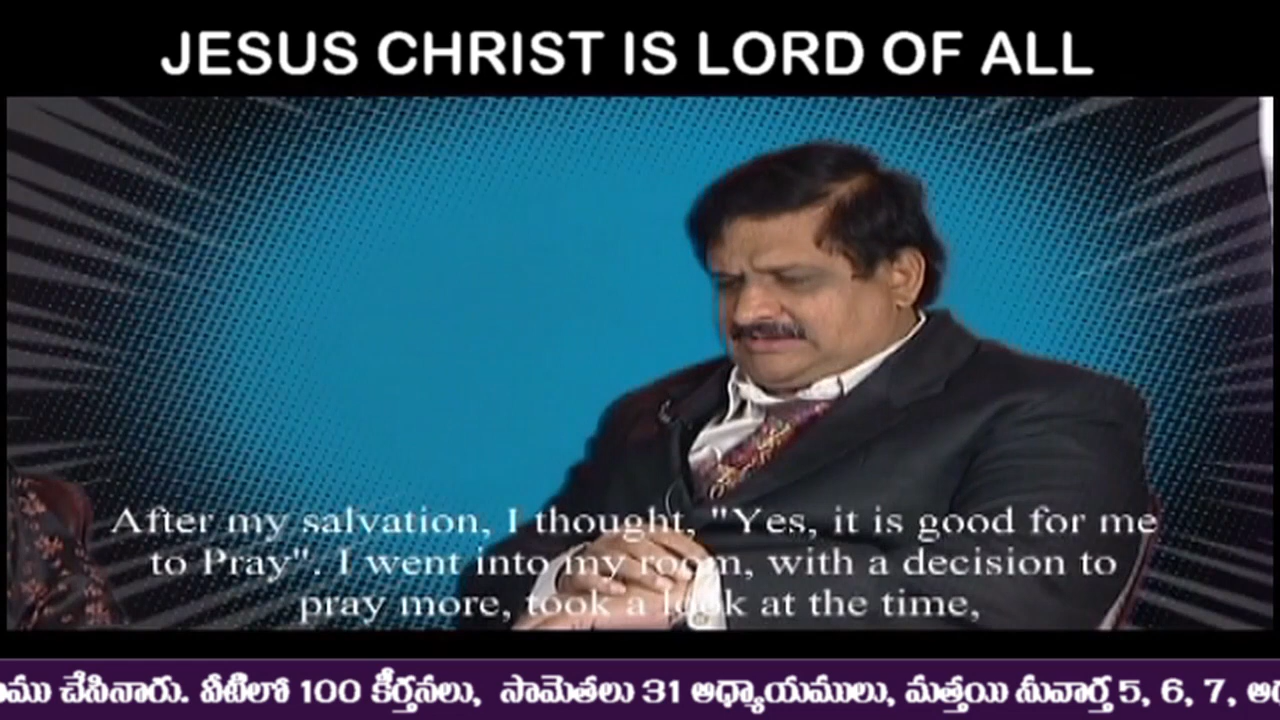 JESUS CHRIST IS LORD OF ALL
After my salvation, I thought, "Yes, it is good for me
to Pray". I went into my room, with a decision to
pray more, took a look at the time,
చేసినారు. వీటిలో 100 కీర్తనలు, సామెతలు 31 అధ్యాయములు, మత్తయి సువార్త 5, 6, 7,